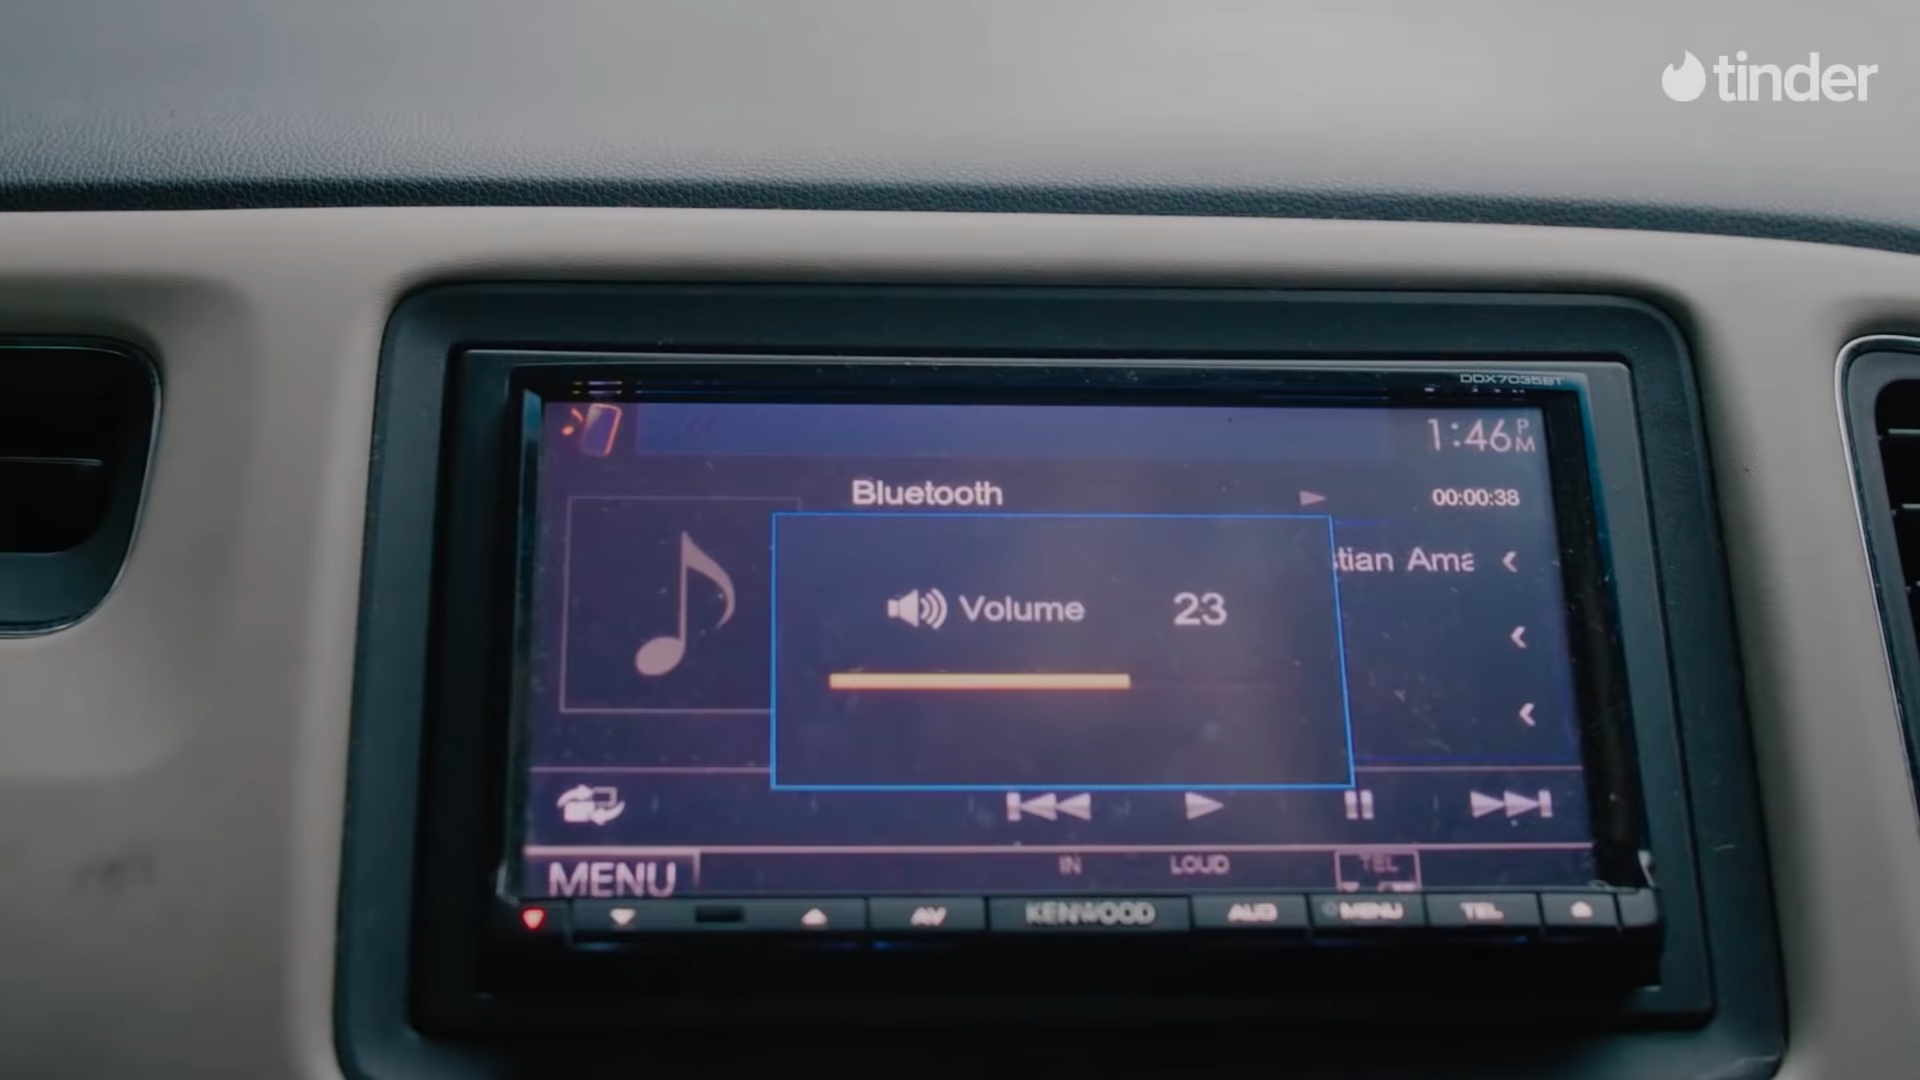 tinder
DDX7035BT
1:46 PM
Bluetooth
00:00:38
tian Ama
Volume 23
IN LOUD TEL
MENU
AV KENWOOD AUD MENU TEL